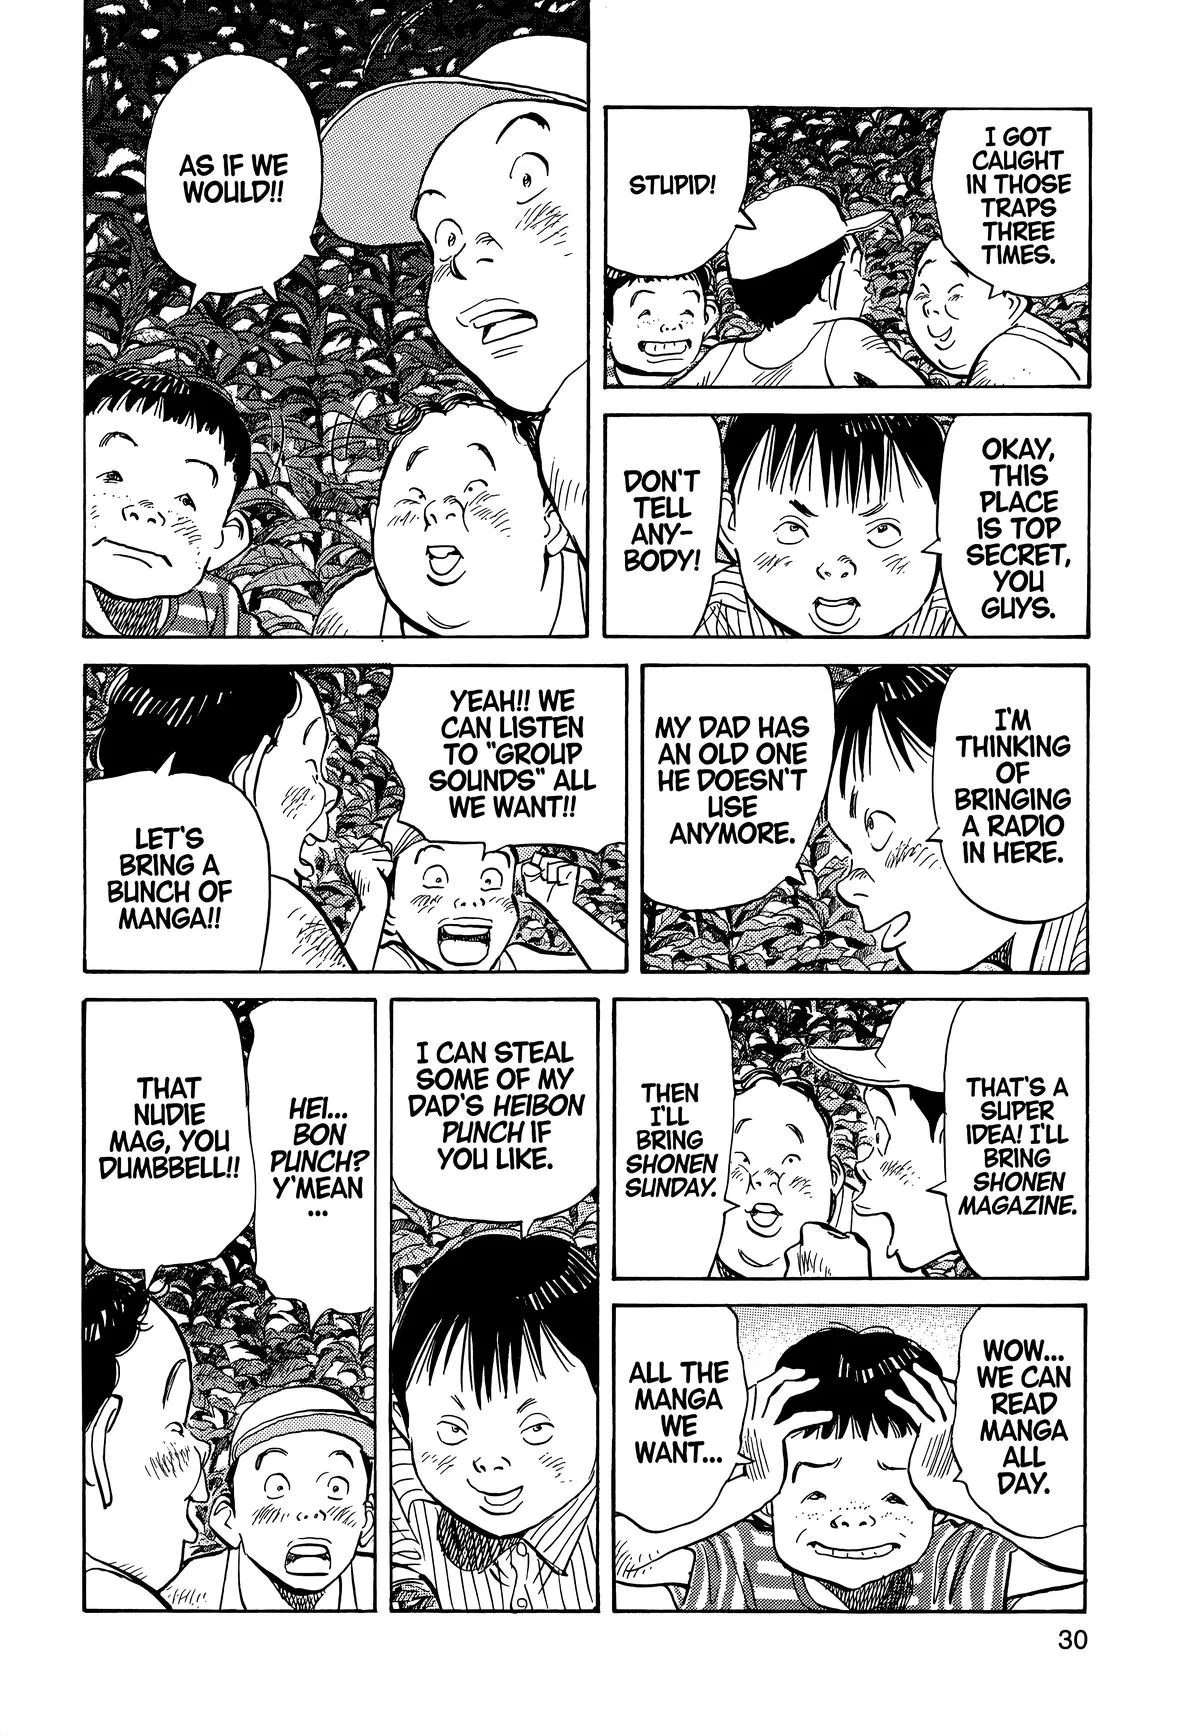 I GOT
CAUGHT
IN THOSE
TRAPS
THREE
TIMES.
STUPID!
OKAY,
THIS
PLACE
IS TOP
SECRET,
YOU
GUYS.
DON'T
TELL
ANY-
BODY!
AS IF WE
WOULD!!
I'M
THINKING
OF
BRINGING
A RADIO
IN HERE.
MY DAD HAS
AN OLD ONE
HE DOESN'T
USE
ANYMORE.
YEAH!! WE
CAN LISTEN
TO "GROUP
SOUNDS" ALL
WE WANT!!
LET'S
BRING A
BUNCH OF
MANGA!!
THAT'S A
SUPER
IDEA! I'LL
BRING
SHONEN
MAGAZINE.
THEN
I'LL
BRING
SHONEN
SUNDAY.
WOW...
WE CAN
READ
MANGA
ALL
DAY.
ALL THE
MANGA
WE
WANT...
I CAN STEAL
SOME OF MY
DAD'S HEIBON
PUNCH IF
YOU LIKE.
HEI...
BON
PUNCH?
Y'MEAN
...
THAT
NUDIE
MAG, YOU
DUMBBELL!!
30